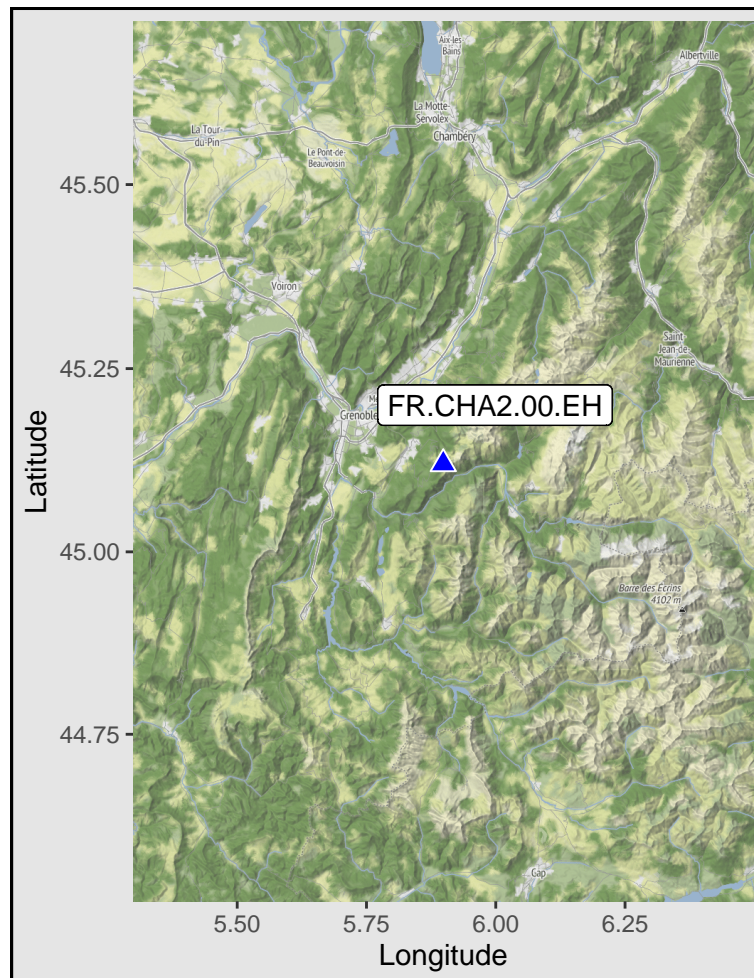 Aix-les
Bains
Albertville
La Motte-
Servolex
Chambéry
La Tour
du-Pin
Le Pont-de-
Beauvoisin
45.50
Voiron
Saint
Jean-de-
Maurienne
45.25
FR.CHA2.00.EH
Grenoble
Latitude
45.00
Barre des Écrins
4102 m
44.75
Gap
5.50
5.75
6.00
6.25
Longitude